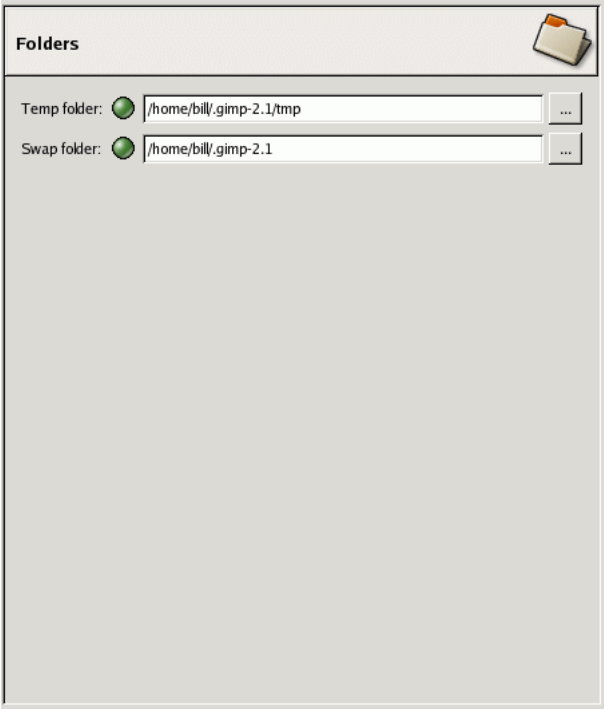 Folders
Temp folder: /home/bill/.gimp-2.1/tmp ...
Swap folder: /home/bill/.gimp-2.1 ...